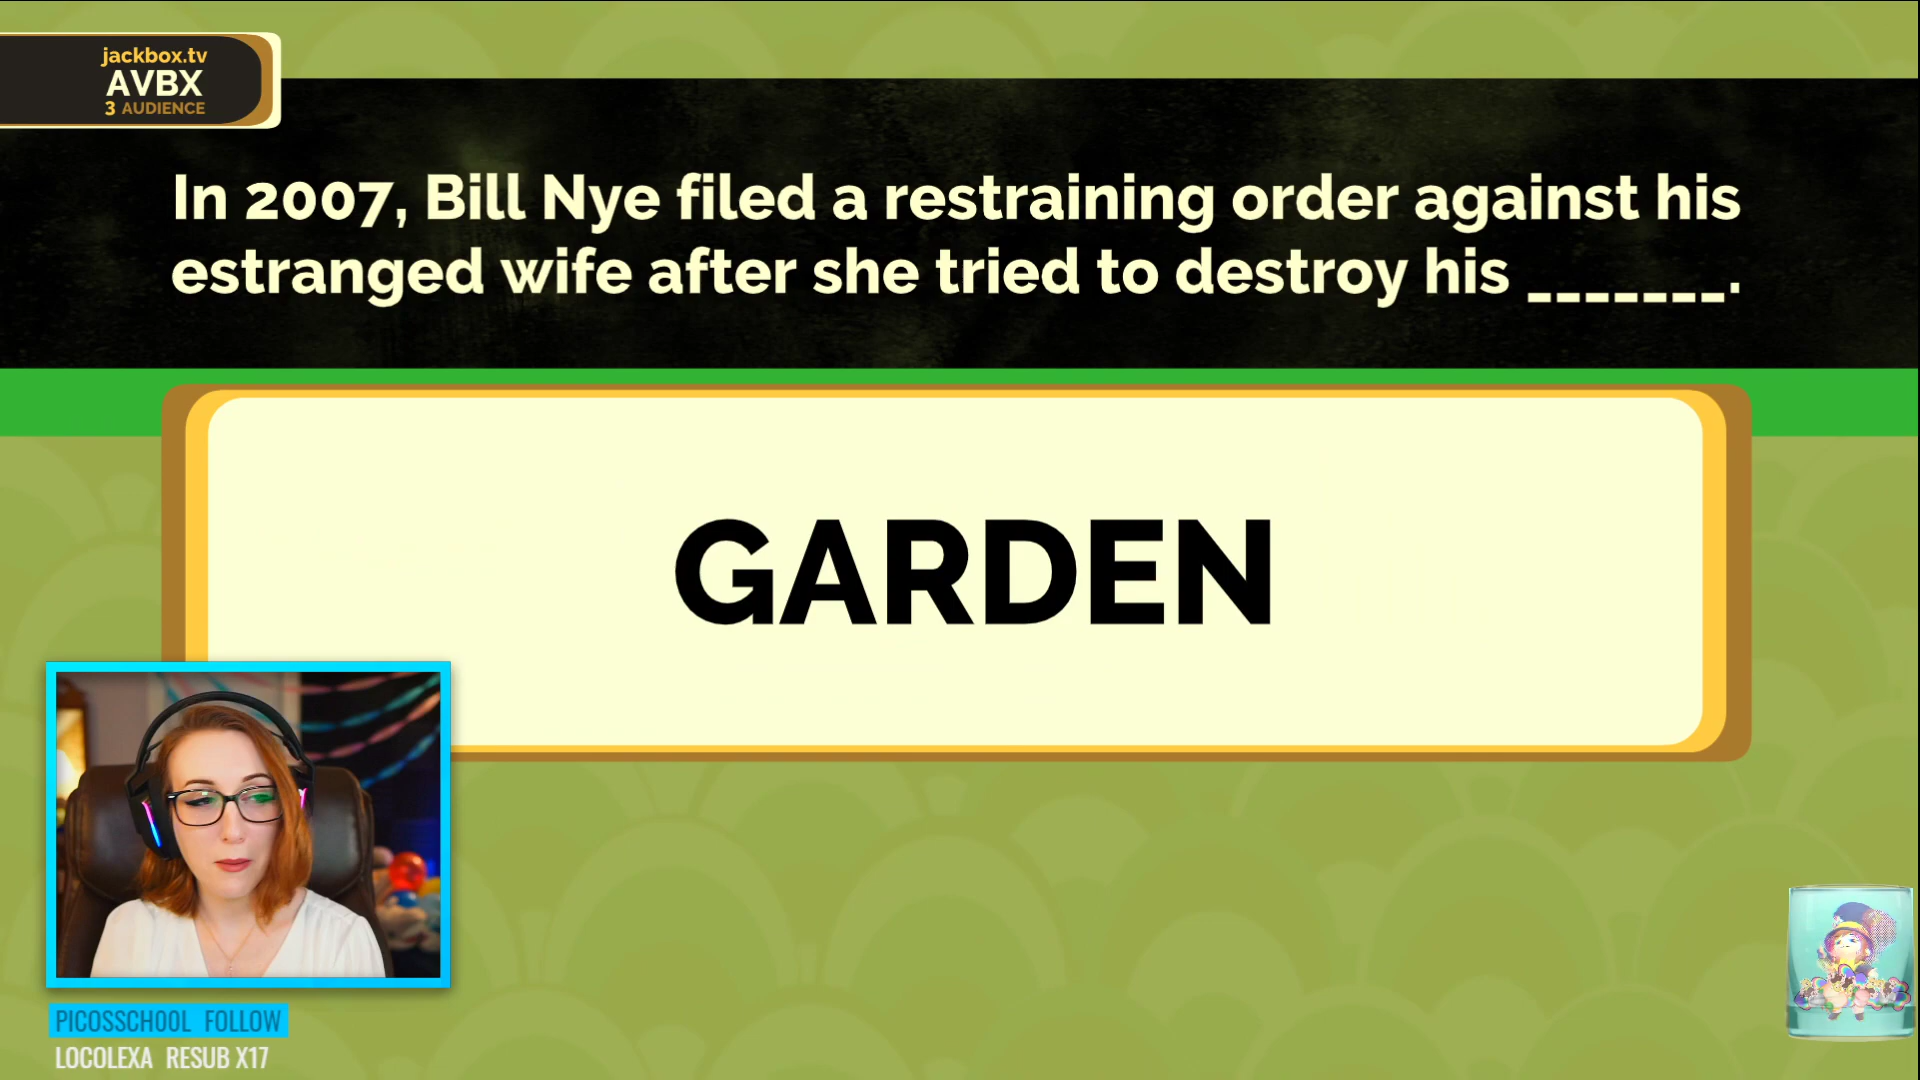 jackbox.tv
AVBX
3 AUDIENCE
In 2007, Bill Nye filed a restraining order against his
estranged wife after she tried to destroy his _______.
GARDEN
PICOSSCHOOL FOLLOW
LOCOLEXA RESUB X17